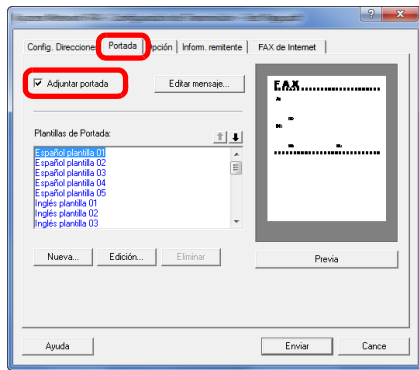 Config. Direccione Portada pción Inform. remitente FAX de Internet
Adjuntar portada Editar mensaje...
FAX
Plantillas de Portada:
Español plantilla 01
Español plantilla 02
Español plantilla 03
Español plantilla 04
Español plantilla 05
Inglés plantilla 01
Inglés plantilla 02
Inglés plantilla 03
Nueva... Edición... Eliminar Previa
Ayuda Enviar Cance